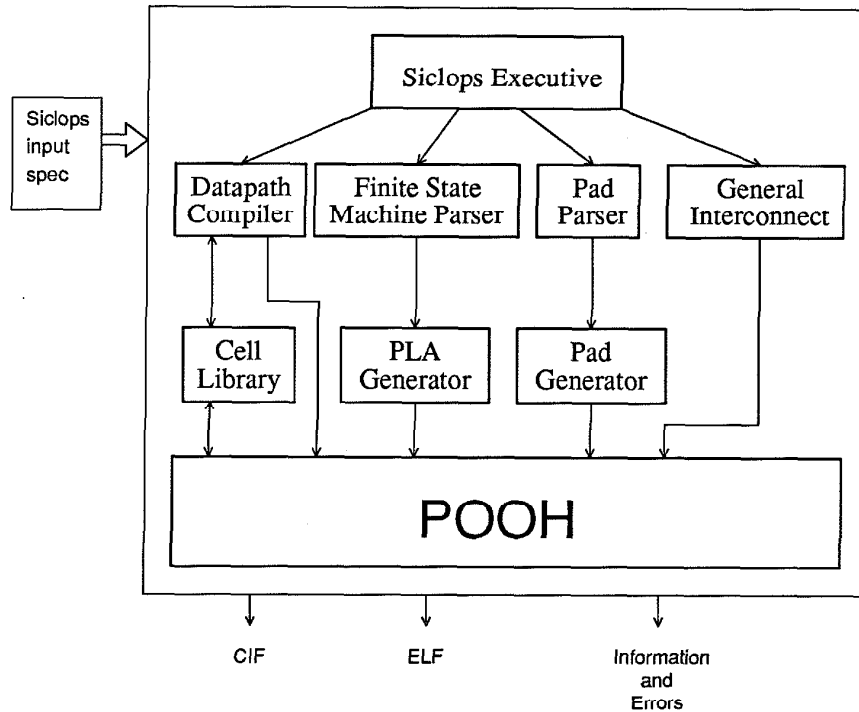 Siclops Executive
Siclops
input
spec
Datapath
Compiler
Finite State
Machine Parser
Pad
Parser
General
Interconnect
Cell
Library
PLA
Generator
Pad
Generator
POOH
CIF
ELF
Information
and
Errors